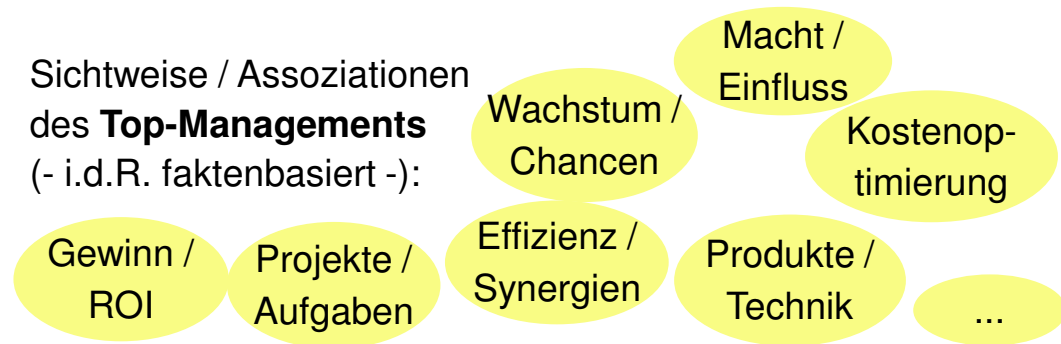 Sichtweise / Assoziationen
des Top-Managements
(- i.d.R. faktenbasiert -):
Macht /
Einfluss
Wachstum /
Chancen
Kostenop-
timierung
Gewinn /
ROI
Projekte /
Aufgaben
Effizienz /
Synergien
Produkte /
Technik
...